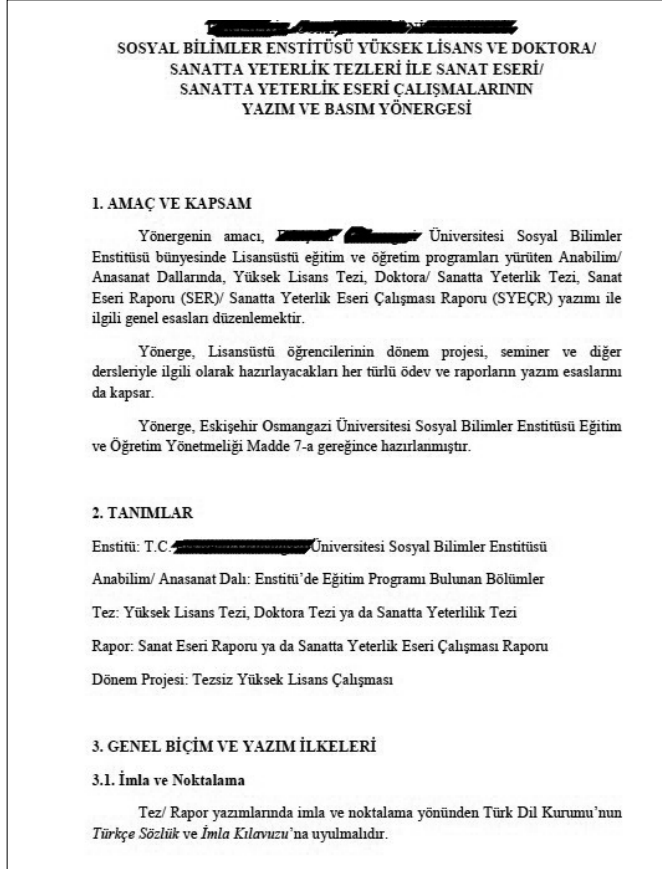 SOSYAL BİLİMLER ENSTİTÜSÜ YÜKSEK LİSANS VE DOKTORA/
SANATTA YETERLİK TEZLERİ İLE SANAT ESERİ/
SANATTA YETERLİK ESERİ ÇALIŞMALARININ
YAZIM VE BASIM YÖNERGESİ
1. AMAÇ VE KAPSAM
Yönergenin amacı, Üniversitesi Sosyal Bilimler
Enstitüsü bünyesinde Lisansüstü eğitim ve öğretim programları yürüten Anabilim/
Anasanat Dallarında, Yüksek Lisans Tezi, Doktora/ Sanatta Yeterlik Tezi, Sanat
Eseri Raporu (SER)/ Sanatta Yeterlik Eseri Çalışması Raporu (SYEÇR) yazımı ile
ilgili genel esasları düzenlemektir.
Yönerge, Lisansüstü öğrencilerinin dönem projesi, seminer ve diğer
dersleriyle ilgili olarak hazırlayacakları her türlü ödev ve raporların yazım esaslarını
da kapsar.
Yönerge, Eskişehir Osmangazi Üniversitesi Sosyal Bilimler Enstitüsü Eğitim
ve Öğretim Yönetmeliği Madde 7-a gereğince hazırlanmıştır.
2. TANIMLAR
Enstitü: T.C. Üniversitesi Sosyal Bilimler Enstitüsü
Anabilim/ Anasanat Dalı: Enstitü’de Eğitim Programı Bulunan Bölümler
Tez: Yüksek Lisans Tezi, Doktora Tezi ya da Sanatta Yeterlilik Tezi
Rapor: Sanat Eseri Raporu ya da Sanatta Yeterlik Eseri Çalışması Raporu
Dönem Projesi: Tezsiz Yüksek Lisans Çalışması
3. GENEL BİÇİM VE YAZIM İLKELERİ
3.1. İmla ve Noktalama
Tez/ Rapor yazımlarında imla ve noktalama yönünden Türk Dil Kurumu’nun
Türkçe Sözlük ve İmla Kılavuzu’na uyulmalıdır.